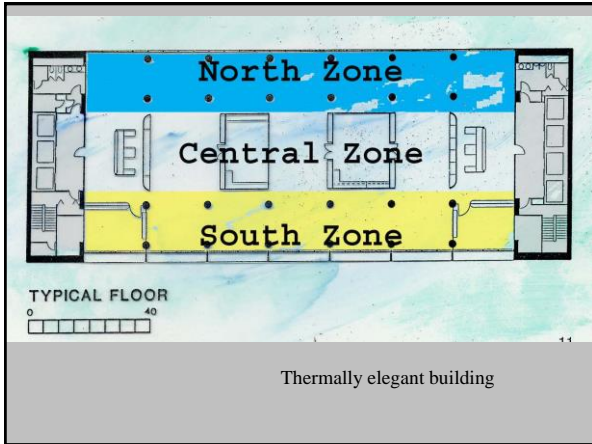 North Zone
Central Zone
South Zone
TYPICAL FLOOR
0 40
11
Thermally elegant building